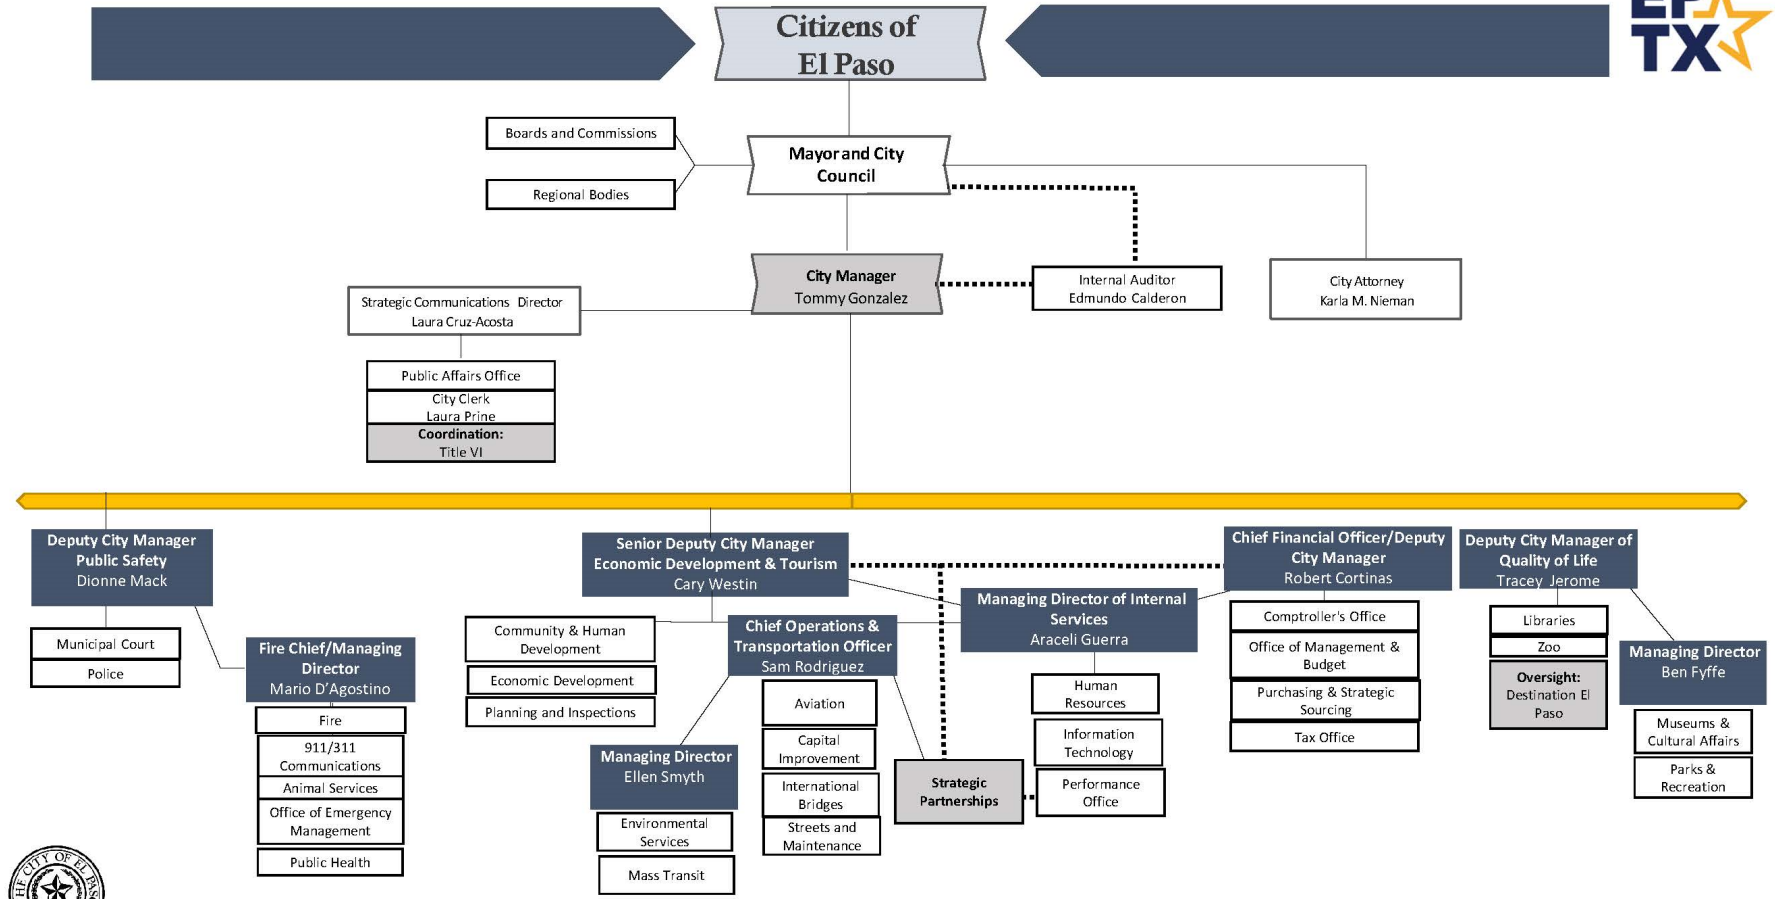 Citizens of
El Paso
EP
TX
Boards and Commissions
Regional Bodies
Mayor and City
Council
City Manager
Tommy Gonzalez
Internal Auditor
Edmundo Calderon
City Attorney
Karla M. Nieman
Strategic Communications Director
Laura Cruz-Acosta
Public Affairs Office
City Clerk
Laura Prine
Coordination:
Title VI
Deputy City Manager
Public Safety
Dionne Mack
Municipal Court
Police
Fire Chief/Managing
Director
Mario D'Agostino
Fire
911/311
Communications
Animal Services
Office of Emergency
Management
Public Health
Senior Deputy City Manager
Economic Development & Tourism
Cary Westin
Community & Human
Development
Economic Development
Planning and Inspections
Chief Operations &
Transportation Officer
Sam Rodriguez
Aviation
Capital
Improvement
International
Bridges
Streets and
Maintenance
Managing Director
Ellen Smyth
Environmental
Services
Mass Transit
Strategic
Partnerships
Managing Director of Internal
Services
Araceli Guerra
Human
Resources
Information
Technology
Performance
Office
Chief Financial Officer/Deputy
City Manager
Robert Cortinas
Comptroller's Office
Office of Management &
Budget
Purchasing & Strategic
Sourcing
Tax Office
Deputy City Manager of
Quality of Life
Tracey Jerome
Libraries
Zoo
Oversight:
Destination El
Paso
Managing Director
Ben Fyffe
Museums &
Cultural Affairs
Parks &
Recreation
THE CITY OF EL PASO